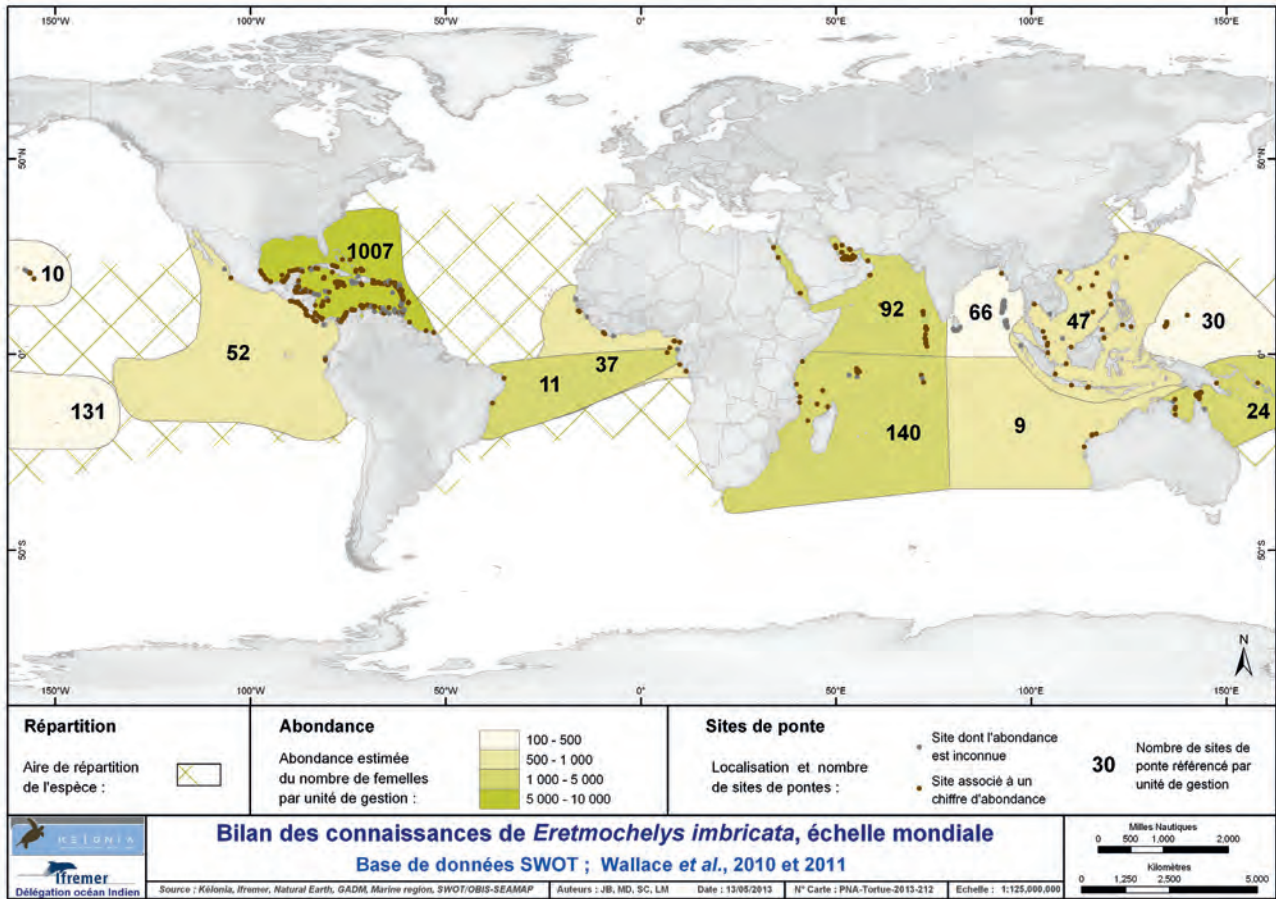 150°W 100°W 50°W 0° 50°E 100°E 150°E
50°N 50°N
1007
10
92
66
47
30
0° 0°
52
37
11
131
24
140
9
50°S 50°S
N
150°W 100°W 50°W 0° 50°E 100°E 150°E
Répartition
Aire de répartition
de l'espèce :
Abondance
Abondance estimée
du nombre de femelles
par unité de gestion :
100 - 500
500 - 1 000
1 000 - 5 000
5 000 - 10 000
Sites de ponte
Localisation et nombre
de sites de pontes :
Site dont l'abondance
est inconnue
Site associé à un
chiffre d'abondance
30
Nombre de sites de
ponte référencé par
unité de gestion
KELONIA
Ifremer
Délégation océan Indien
Bilan des connaissances de Eretmochelys imbricata, échelle mondiale
Base de données SWOT ; Wallace et al., 2010 et 2011
Source : Kélonia, Ifremer, Natural Earth, GADM, Marine region, SWOT/OBIS-SEAMAP
Auteurs : JB, MD, SC, LM
Date : 13/05/2013
N° Carte : PNA-Tortue-2013-212
Echelle : 1:125,000,000
Milles Nautiques
0 500 1,000 2,000
Kilomètres
0 1,250 2,500 5,000